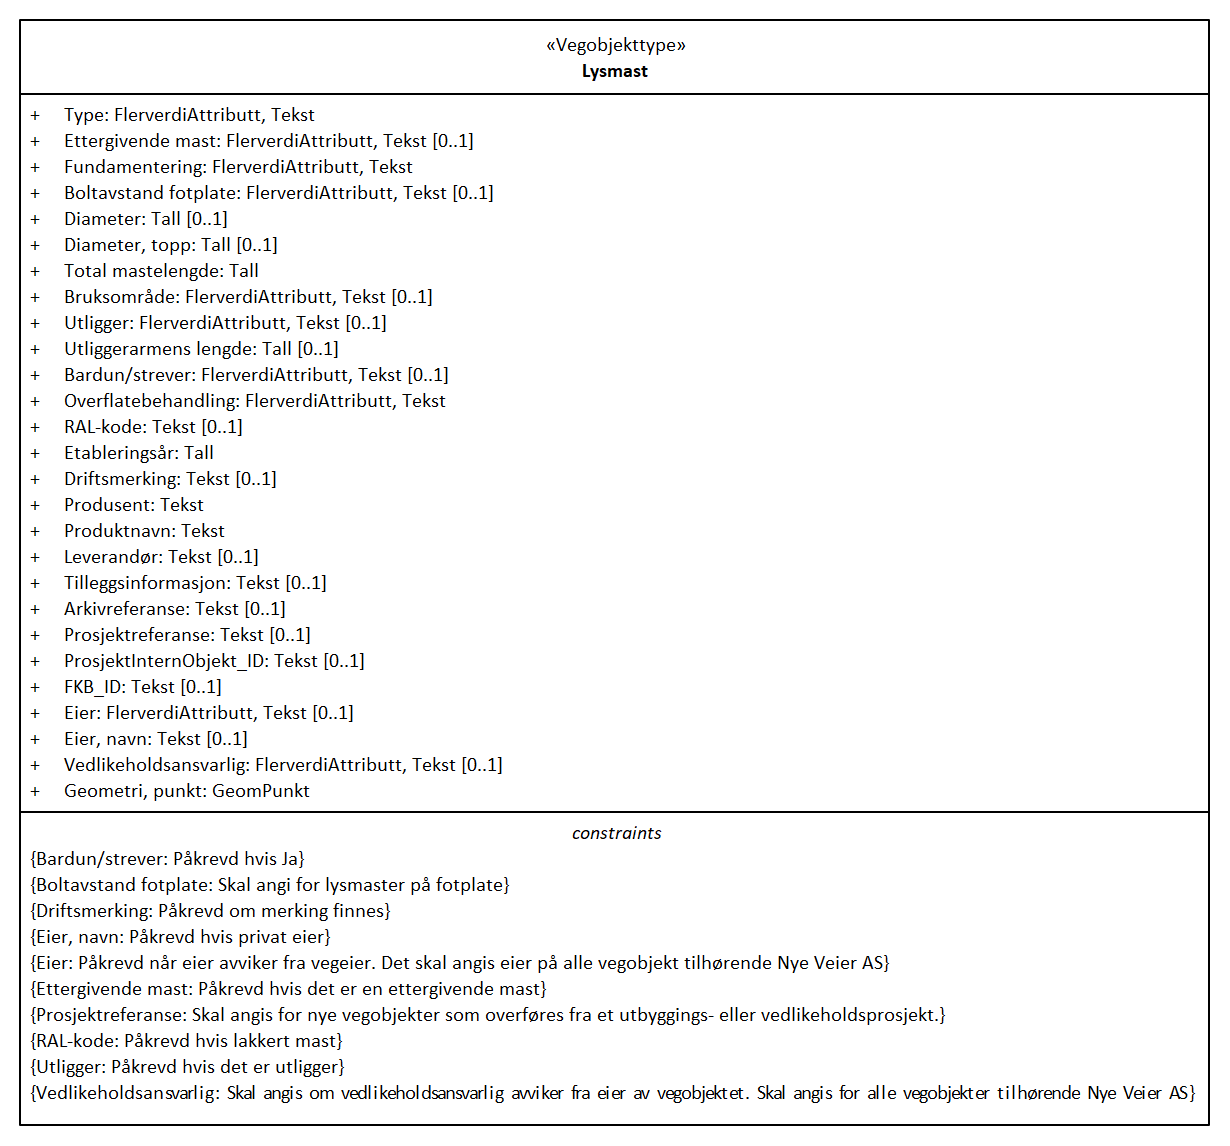 «Vegobjekttype»
Lysmast
+ Type: FlerverdiAttributt, Tekst
+ Ettergivende mast: FlerverdiAttributt, Tekst [0..1]
+ Fundamentering: FlerverdiAttributt, Tekst
+ Boltavstand fotplate: FlerverdiAttributt, Tekst [0..1]
+ Diameter: Tall [0..1]
+ Diameter, topp: Tall [0..1]
+ Total mastelengde: Tall
+ Bruksområde: FlerverdiAttributt, Tekst [0..1]
+ Utligger: FlerverdiAttributt, Tekst [0..1]
+ Utliggerarmens lengde: Tall [0..1]
+ Bardun/strever: FlerverdiAttributt, Tekst [0..1]
+ Overflatebehandling: FlerverdiAttributt, Tekst
+ RAL-kode: Tekst [0..1]
+ Etableringsår: Tall
+ Driftsmerking: Tekst [0..1]
+ Produsent: Tekst
+ Produktnavn: Tekst
+ Leverandør: Tekst [0..1]
+ Tilleggsinformasjon: Tekst [0..1]
+ Arkivreferanse: Tekst [0..1]
+ Prosjektreferanse: Tekst [0..1]
+ ProsjektInternObjekt_ID: Tekst [0..1]
+ FKB_ID: Tekst [0..1]
+ Eier: FlerverdiAttributt, Tekst [0..1]
+ Eier, navn: Tekst [0..1]
+ Vedlikeholdsansvarlig: FlerverdiAttributt, Tekst [0..1]
+ Geometri, punkt: GeomPunkt
constraints
{Bardun/strever: Påkrevd hvis Ja}
{Boltavstand fotplate: Skal angi for lysmaster på fotplate}
{Driftsmerking: Påkrevd om merking finnes}
{Eier, navn: Påkrevd hvis privat eier}
{Eier: Påkrevd når eier avviker fra vegeier. Det skal angis eier på alle vegobjekt tilhørende Nye Veier AS}
{Ettergivende mast: Påkrevd hvis det er en ettergivende mast}
{Prosjektreferanse: Skal angis for nye vegobjekter som overføres fra et utbyggings- eller vedlikeholdsprosjekt.}
{RAL-kode: Påkrevd hvis lakkert mast}
{Utligger: Påkrevd hvis det er utligger}
{Vedlikeholdsansvarlig: Skal angis om vedlikeholdsansvarlig avviker fra eier av vegobjektet. Skal angis for alle vegobjekter tilhørende Nye Veier AS}